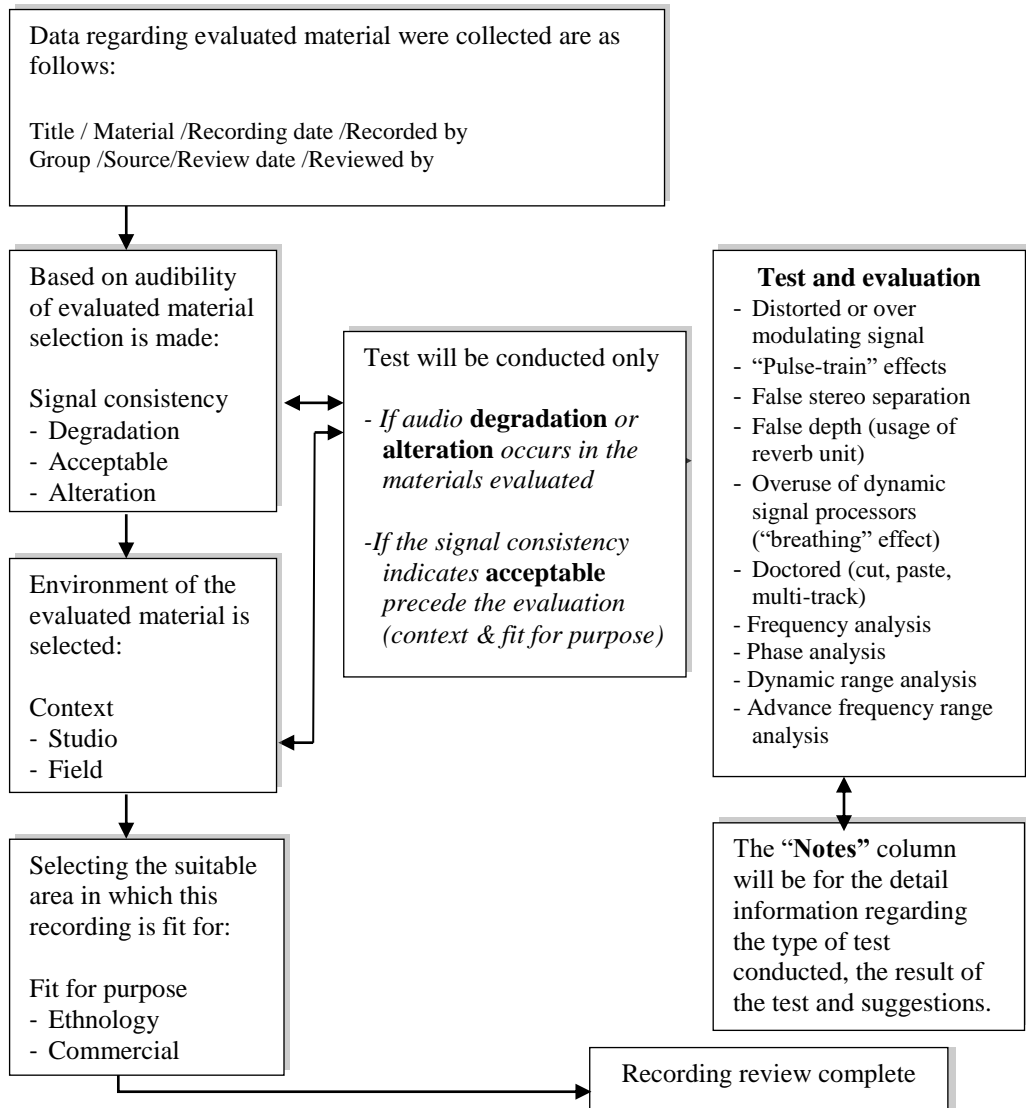 Data regarding evaluated material were collected are as
follows:
Title / Material /Recording date /Recorded by
Group /Source/Review date /Reviewed by
Based on audibility
of evaluated material
selection is made:
Signal consistency
- Degradation
- Acceptable
- Alteration
Environment of the
evaluated material is
selected:
Context
- Studio
- Field
Selecting the suitable
area in which this
recording is fit for:
Fit for purpose
- Ethnology
- Commercial
Test will be conducted only
- If audio degradation or
alteration occurs in the
materials evaluated
-If the signal consistency
indicates acceptable
precede the evaluation
(context & fit for purpose)
Test and evaluation
- Distorted or over
modulating signal
- “Pulse-train” effects
- False stereo separation
- False depth (usage of
reverb unit)
- Overuse of dynamic
signal processors
(“breathing” effect)
- Doctored (cut, paste,
multi-track)
- Frequency analysis
- Phase analysis
- Dynamic range analysis
- Advance frequency range
analysis
The “Notes” column
will be for the detail
information regarding
the type of test
conducted, the result of
the test and suggestions.
Recording review complete